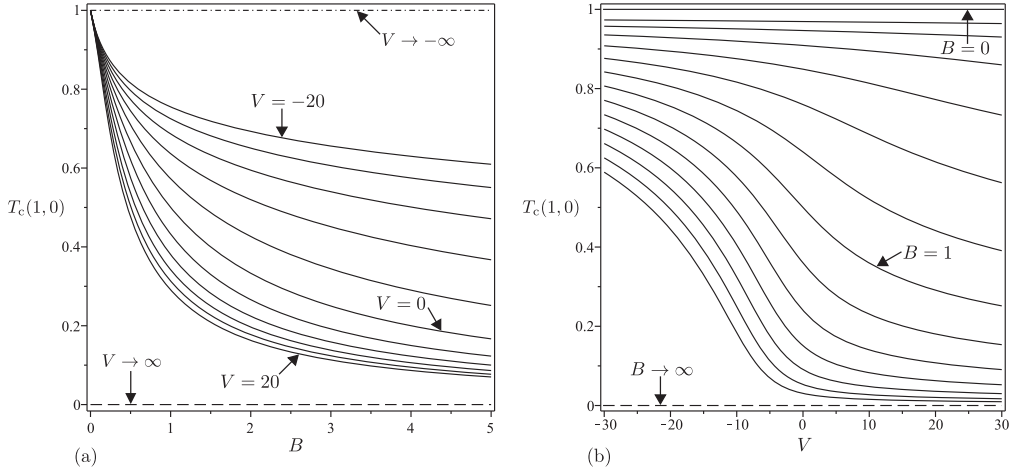 1
0.8
0.6
0.4
0.2
0
T_c(1,0)
V → −∞
V = −20
V = 0
V → ∞
V = 20
0 1 2 3 4 5
B
(a)
1
0.8
0.6
0.4
0.2
0
T_c(1,0)
B = 0
B = 1
B → ∞
−30 −20 −10 0 10 20 30
V
(b)